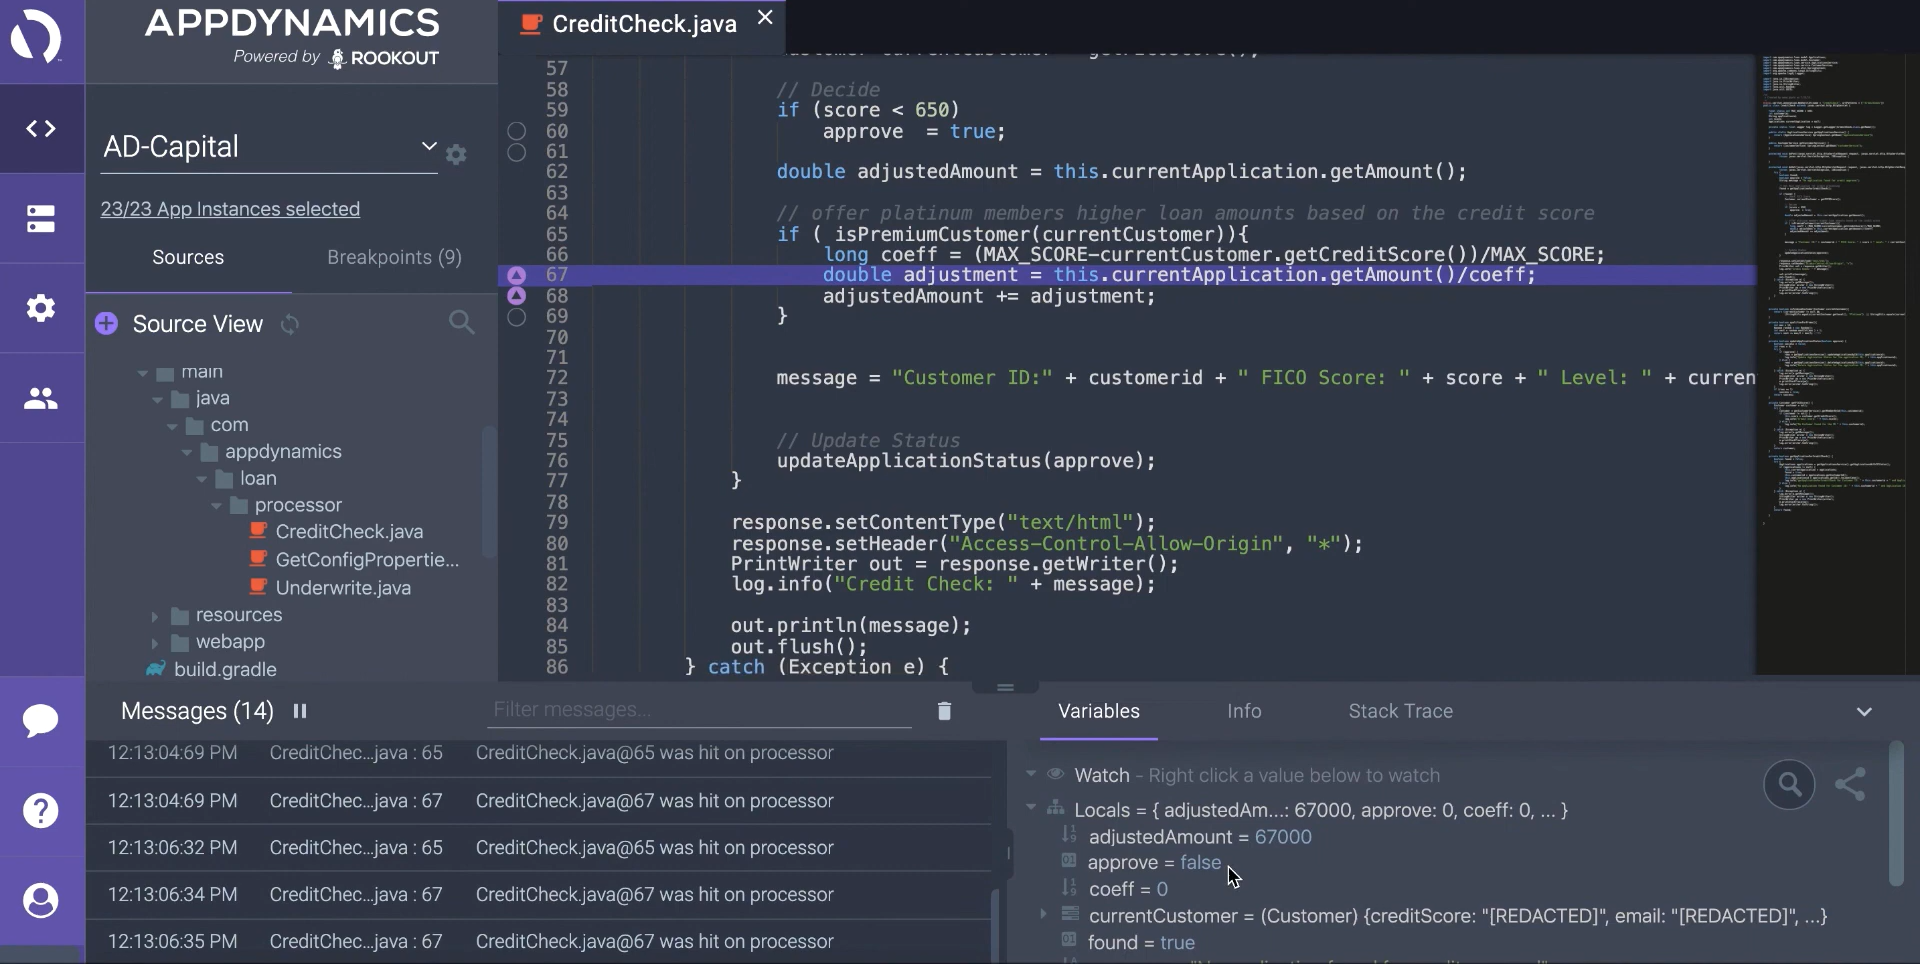 APPDYNAMICS
Powered by ROOKOUT
AD-Capital
23/23 App Instances selected
Sources
Breakpoints (9)
Source View
main
java
com
appdynamics
loan
processor
CreditCheck.java
GetConfigPropertie...
Underwrite.java
resources
webapp
build.gradle
CreditCheck.java
57
58 // Decide
59 if (score < 650)
60 approve = true;
61
62 double adjustedAmount = this.currentApplication.getAmount();
63
64 // offer platinum members higher loan amounts based on the credit score
65 if ( isPremiumCustomer(currentCustomer)){
66 long coeff = (MAX_SCORE-currentCustomer.getCreditScore())/MAX_SCORE;
67 double adjustment = this.currentApplication.getAmount()/coeff;
68 adjustedAmount += adjustment;
69 }
70
71
72 message = "Customer ID:" + customerid + " FICO Score: " + score + " Level: " + curren
73
74
75 // Update Status
76 updateApplicationStatus(approve);
77 }
78
79 response.setContentType("text/html");
80 response.setHeader("Access-Control-Allow-Origin", "*");
81 PrintWriter out = response.getWriter();
82 log.info("Credit Check: " + message);
83
84 out.println(message);
85 out.flush();
86 } catch (Exception e) {
Messages (14)
Filter messages...
12:13:04:69 PM CreditChec...java : 65 CreditCheck.java@65 was hit on processor
12:13:04:69 PM CreditChec...java : 67 CreditCheck.java@67 was hit on processor
12:13:06:32 PM CreditChec...java : 65 CreditCheck.java@65 was hit on processor
12:13:06:34 PM CreditChec...java : 67 CreditCheck.java@67 was hit on processor
12:13:06:35 PM CreditChec...java : 67 CreditCheck.java@67 was hit on processor
Variables
Info
Stack Trace
Watch - Right click a value below to watch
Locals = { adjustedAm...: 67000, approve: 0, coeff: 0, ... }
adjustedAmount = 67000
approve = false
coeff = 0
currentCustomer = (Customer) {creditScore: "[REDACTED]", email: "[REDACTED]", ...}
found = true